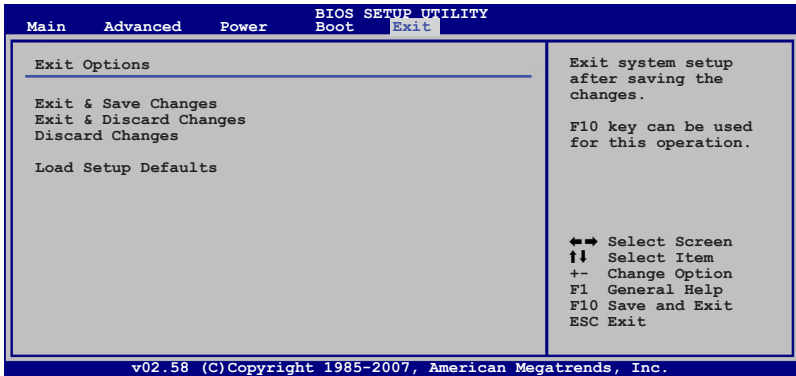 BIOS SETUP UTILITY
Main Advanced Power Boot Exit
Exit Options
Exit & Save Changes
Exit & Discard Changes
Discard Changes
Load Setup Defaults
Exit system setup
after saving the
changes.
F10 key can be used
for this operation.
←→ Select Screen
↑↓ Select Item
+- Change Option
F1 General Help
F10 Save and Exit
ESC Exit
v02.58 (C)Copyright 1985-2007, American Megatrends, Inc.